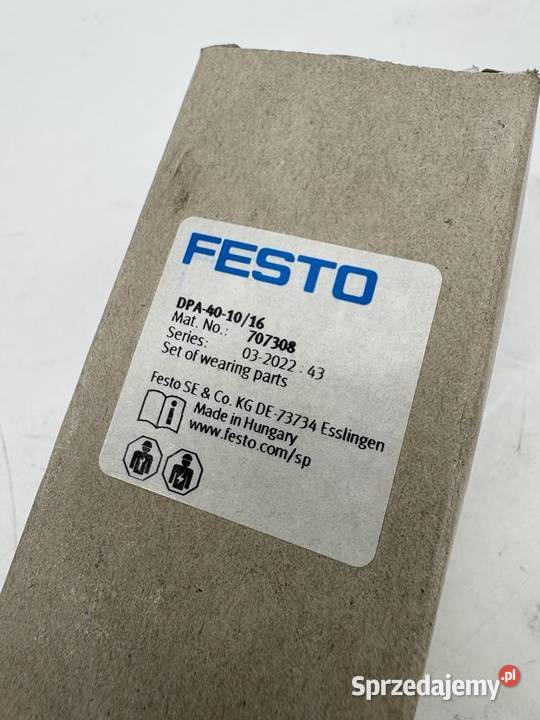 FESTO
DPA-40-10/16
Mat. No.: 707308
Series: 03-2022 : 43
Set of wearing parts
Festo SE & Co. KG DE-73734 Esslingen
Made in Hungary
www.festo.com/sp
Sprzedajemy.pl